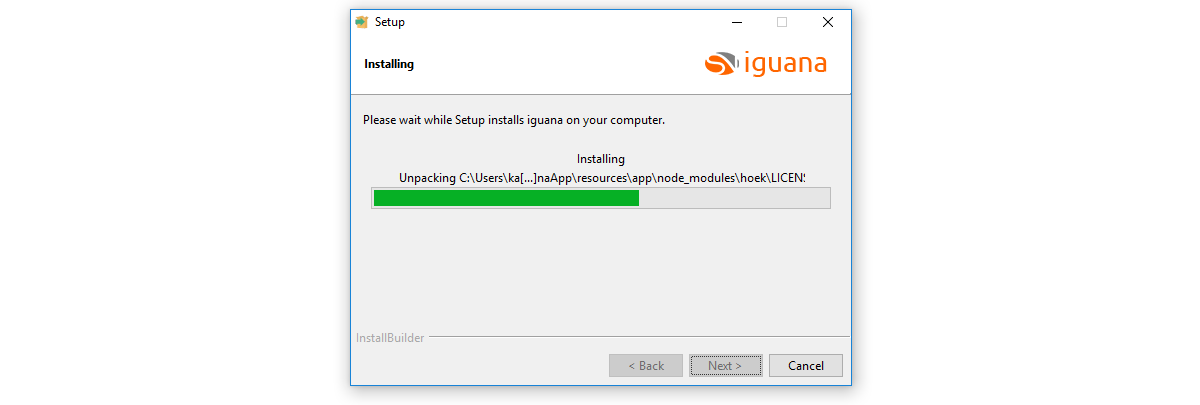 Setup
Installing
iguana
Please wait while Setup installs iguana on your computer.
Installing
Unpacking C:\Users\ka[...]naApp\resources\app\node_modules\hoek\LICEN
InstallBuilder
< Back
Next >
Cancel